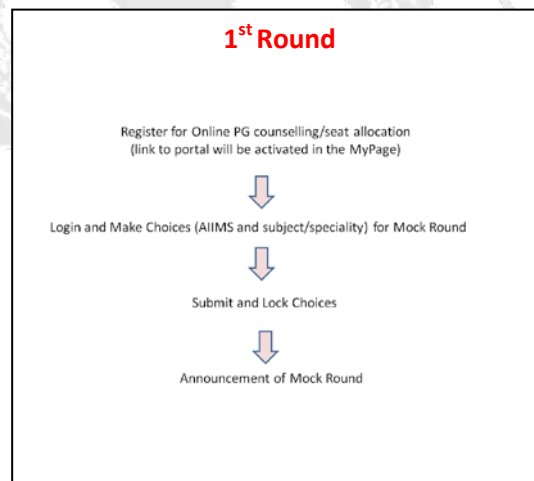 1st Round
Register for Online PG counselling/seat allocation
(link to portal will be activated in the MyPage)
Login and Make Choices (AIIMS and subject/speciality) for Mock Round
Submit and Lock Choices
Announcement of Mock Round